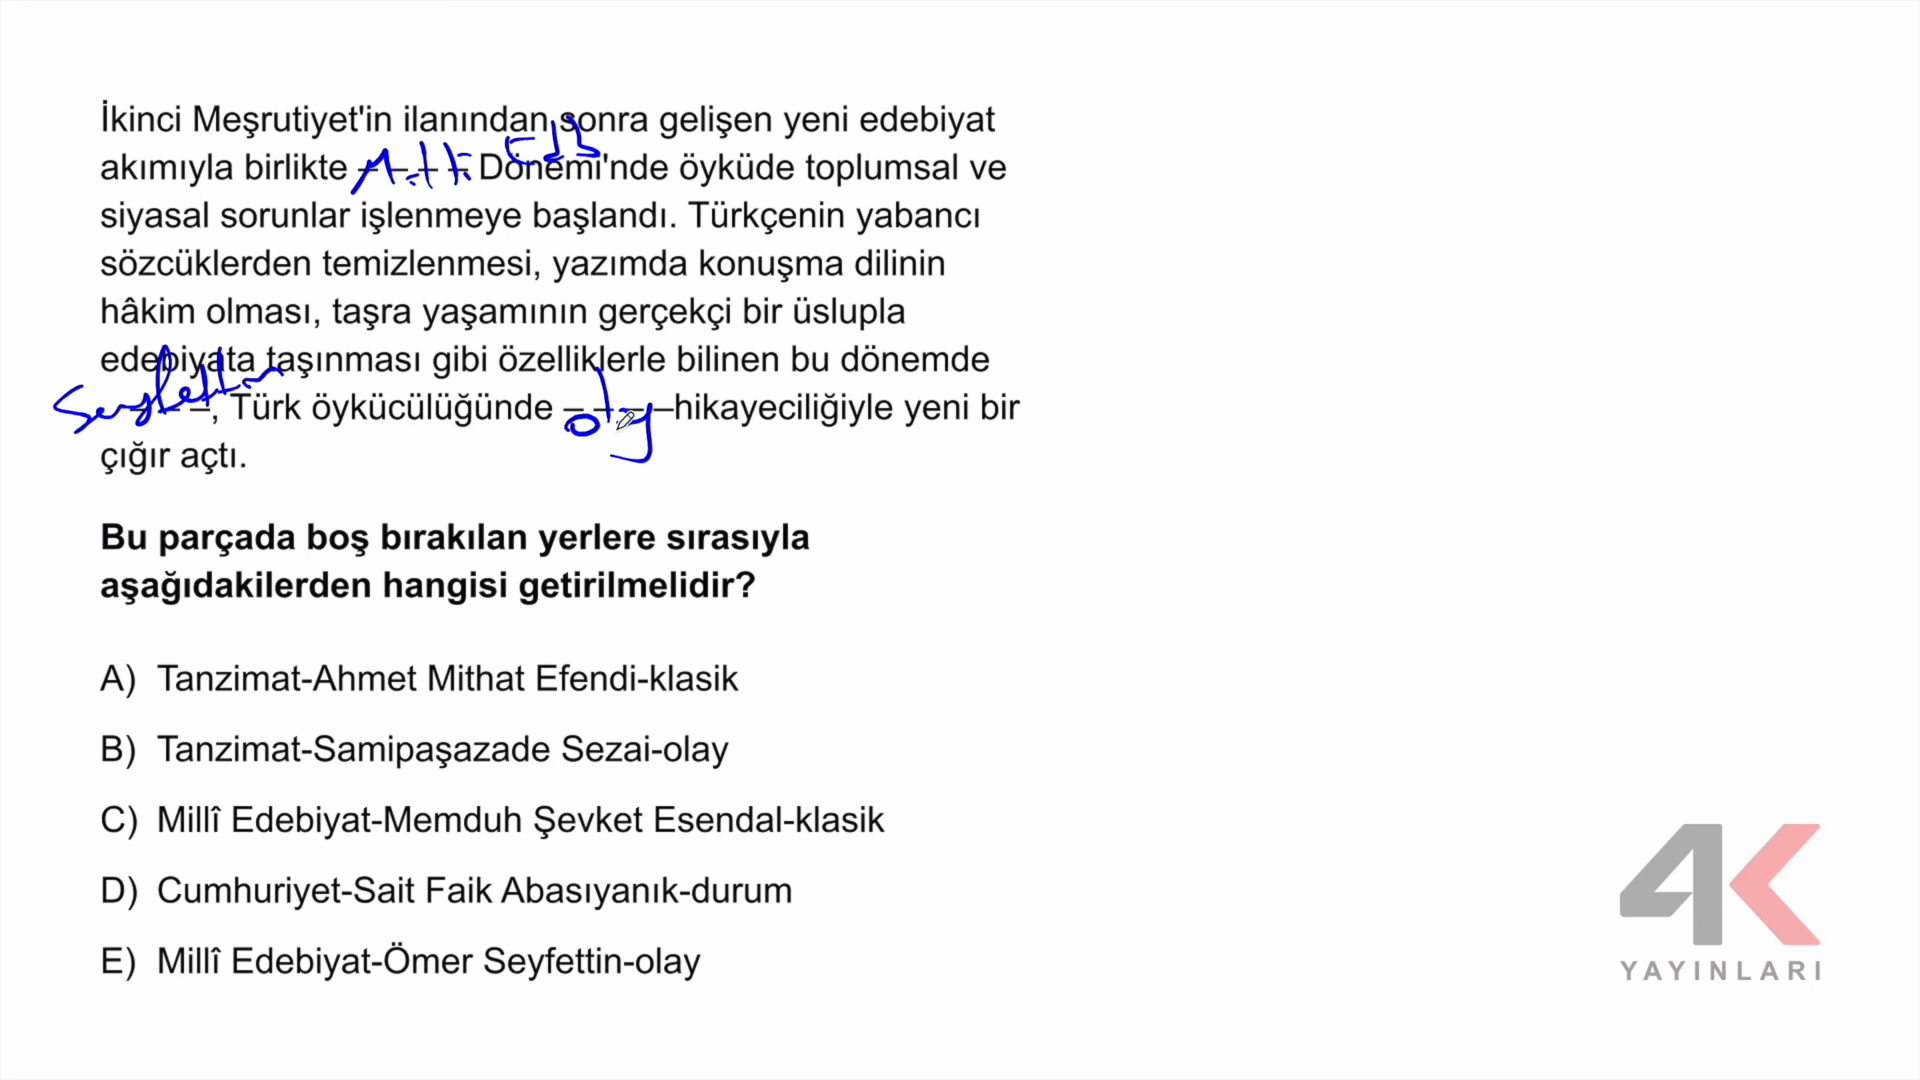 İkinci Meşrutiyet'in ilanından sonra gelişen yeni edebiyat
akımıyla birlikte – – – – Milli Edb Dönemi'nde öyküde toplumsal ve
siyasal sorunlar işlenmeye başlandı. Türkçenin yabancı
sözcüklerden temizlenmesi, yazımda konuşma dilinin
hâkim olması, taşra yaşamının gerçekçi bir üslupla
edebiyata taşınması gibi özelliklerle bilinen bu dönemde
Seyfettin – – –, Türk öykücülüğünde – – – – olay hikayeciliğiyle yeni bir
çığır açtı.
Bu parçada boş bırakılan yerlere sırasıyla
aşağıdakilerden hangisi getirilmelidir?
A) Tanzimat-Ahmet Mithat Efendi-klasik
B) Tanzimat-Samipaşazade Sezai-olay
C) Millî Edebiyat-Memduh Şevket Esendal-klasik
D) Cumhuriyet-Sait Faik Abasıyanık-durum
E) Millî Edebiyat-Ömer Seyfettin-olay
4K
YAYINLARI